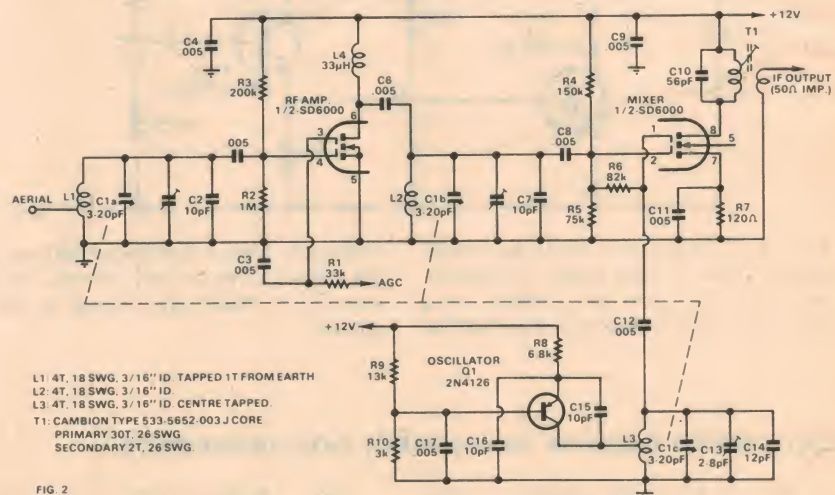 +12V
C4
.005
L4
33µH
C9
.005
T1
C10
56pF
IF OUTPUT
(50Ω IMP.)
R3
200k
C6
.005
R4
150k
RF AMP.
1/2-SD6000
6
3
4
5
MIXER
1/2-SD6000
1
2
8
5
7
.005
C8
.005
R6
82k
AERIAL
L1
C1a
3-20pF
C2
10pF
R2
1M
L2
C1b
3-20pF
C7
10pF
R5
75k
C11
.005
R7
120Ω
C3
.005
R1
33k
AGC
C12
.005
+12V
R9
13k
OSCILLATOR
Q1
2N4126
R8
6.8k
R10
3k
C17
.005
C16
10pF
C15
10pF
L3
C1c
3-20pF
C13
2-8pF
C14
12pF
L1: 4T, 18 SWG, 3/16" ID. TAPPED 1T FROM EARTH
L2: 4T, 18 SWG, 3/16" ID.
L3: 4T, 18 SWG, 3/16" ID. CENTRE TAPPED.
T1: CAMBION TYPE 533-5652-003 J CORE
PRIMARY 30T, 26 SWG
SECONDARY 2T, 26 SWG.
FIG. 2